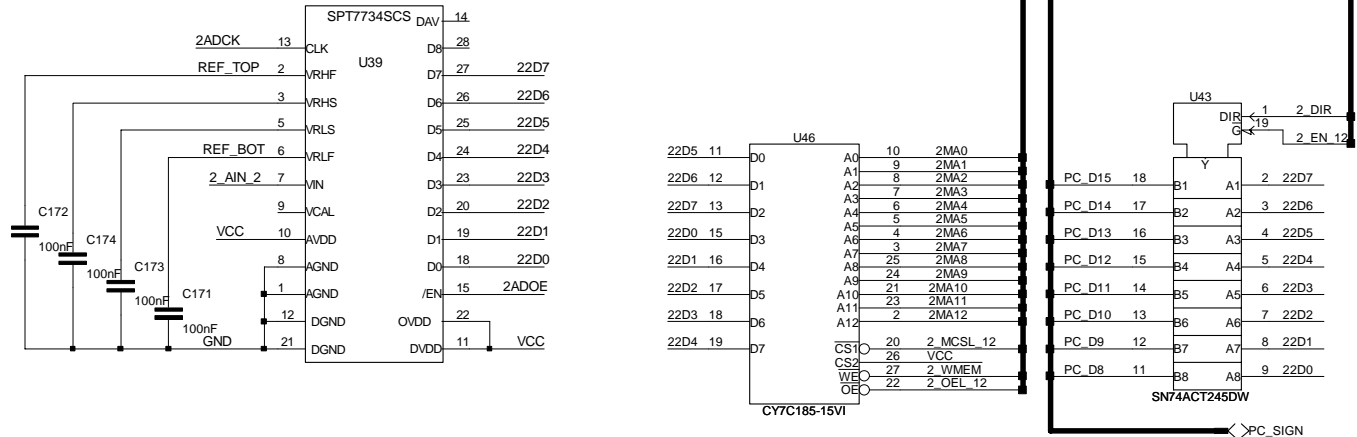 SPT7734SCS
DAV 14
2ADCK 13 CLK D8 28
U39
REF_TOP 2 VRHF D7 27 22D7
3 VRHS D6 26 22D6
5 VRLS D5 25 22D5
REF_BOT 6 VRLF D4 24 22D4
2_AIN_2 7 VIN D3 23 22D3
9 VCAL D2 20 22D2
VCC 10 AVDD D1 19 22D1
8 AGND D0 18 22D0
1 AGND /EN 15 2ADOE
12 DGND OVDD 22
GND 21 DGND DVDD 11 VCC
C172
100nF
C174
100nF
C173
100nF
C171
100nF
U46
22D5 11 D0 A0 10 2MA0
A1 9 2MA1
22D6 12 D1 A2 8 2MA2
A3 7 2MA3
22D7 13 D2 A4 6 2MA4
A5 5 2MA5
22D0 15 D3 A6 4 2MA6
A7 3 2MA7
22D1 16 D4 A8 25 2MA8
A9 24 2MA9
22D2 17 D5 A10 21 2MA10
A11 23 2MA11
22D3 18 D6 A12 2 2MA12
22D4 19 D7 CS1 20 2_MCSL_12
CS2 26 VCC
WE 27 2_WMEM
OE 22 2_OEL_12
CY7C185-15VI
U43
DIR 1 2_DIR
G 19 2_EN_12
Y
PC_D15 18 B1 A1 2 22D7
PC_D14 17 B2 A2 3 22D6
PC_D13 16 B3 A3 4 22D5
PC_D12 15 B4 A4 5 22D4
PC_D11 14 B5 A5 6 22D3
PC_D10 13 B6 A6 7 22D2
PC_D9 12 B7 A7 8 22D1
PC_D8 11 B8 A8 9 22D0
SN74ACT245DW
PC_SIGN